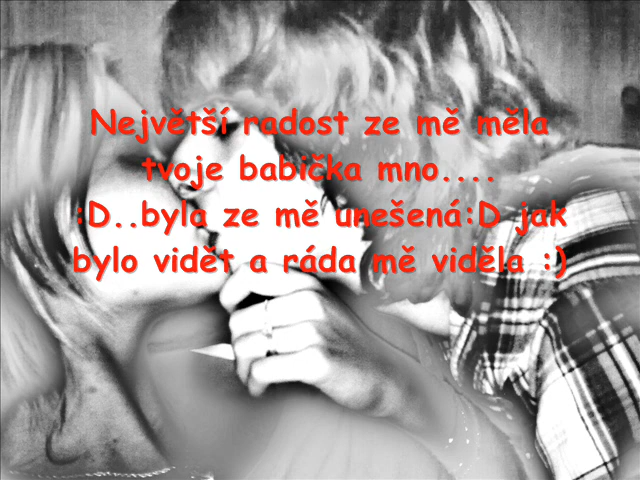 Největší radost ze mě měla
tvoje babička mno....
:D..byla ze mě unešená:D jak
bylo vidět a ráda mě viděla :)